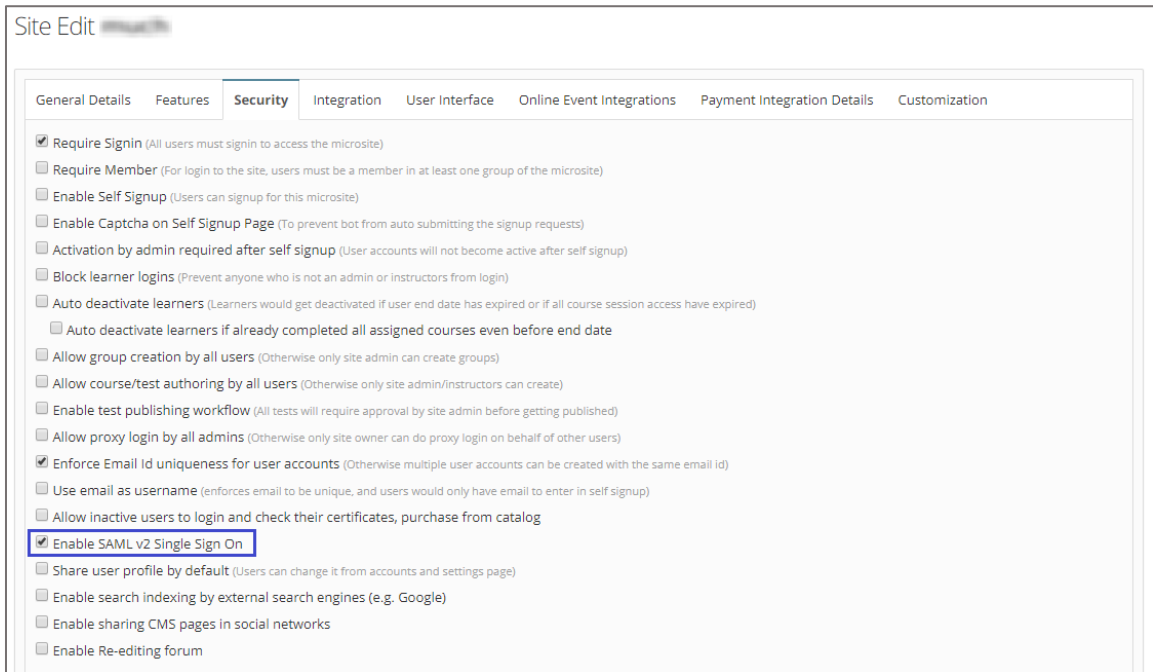 Site Edit
General Details Features Security Integration User Interface Online Event Integrations Payment Integration Details Customization
Require Signin (All users must signin to access the microsite)
Require Member (For login to the site, users must be a member in at least one group of the microsite)
Enable Self Signup (Users can signup for this microsite)
Enable Captcha on Self Signup Page (To prevent bot from auto submitting the signup requests)
Activation by admin required after self signup (User accounts will not become active after self signup)
Block learner logins (Prevent anyone who is not an admin or instructors from login)
Auto deactivate learners (Learners would get deactivated if user end date has expired or if all course session access have expired)
Auto deactivate learners if already completed all assigned courses even before end date
Allow group creation by all users (Otherwise only site admin can create groups)
Allow course/test authoring by all users (Otherwise only site admin/instructors can create)
Enable test publishing workflow (All tests will require approval by site admin before getting published)
Allow proxy login by all admins (Otherwise only site owner can do proxy login on behalf of other users)
Enforce Email Id uniqueness for user accounts (Otherwise multiple user accounts can be created with the same email id)
Use email as username (enforces email to be unique, and users would only have email to enter in self signup)
Allow inactive users to login and check their certificates, purchase from catalog
Enable SAML v2 Single Sign On
Share user profile by default (Users can change it from accounts and settings page)
Enable search indexing by external search engines (e.g. Google)
Enable sharing CMS pages in social networks
Enable Re-editing forum